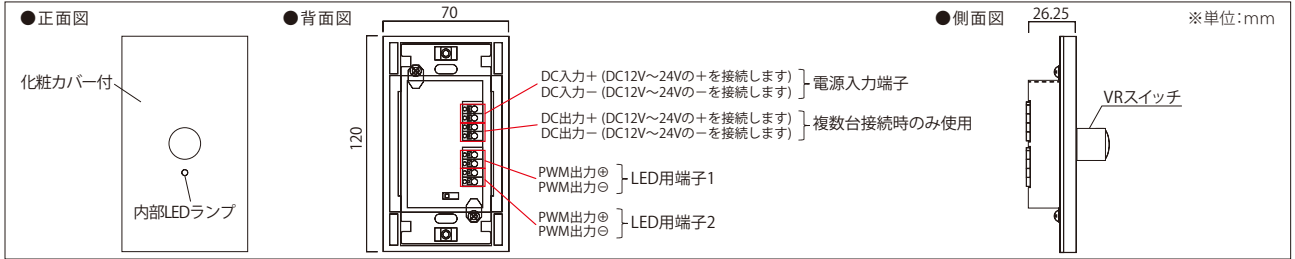 ●正面図
化粧カバー付
内部LEDランプ
●背面図
70
120
DC入力+ (DC12V〜24Vの+を接続します)
DC入力− (DC12V〜24Vの−を接続します)
電源入力端子
DC出力+ (DC12V〜24Vの+を接続します)
DC出力− (DC12V〜24Vの−を接続します)
複数台接続時のみ使用
PWM出力⊕
PWM出力⊖
LED用端子1
PWM出力⊕
PWM出力⊖
LED用端子2
●側面図
26.25
※単位:mm
VRスイッチ